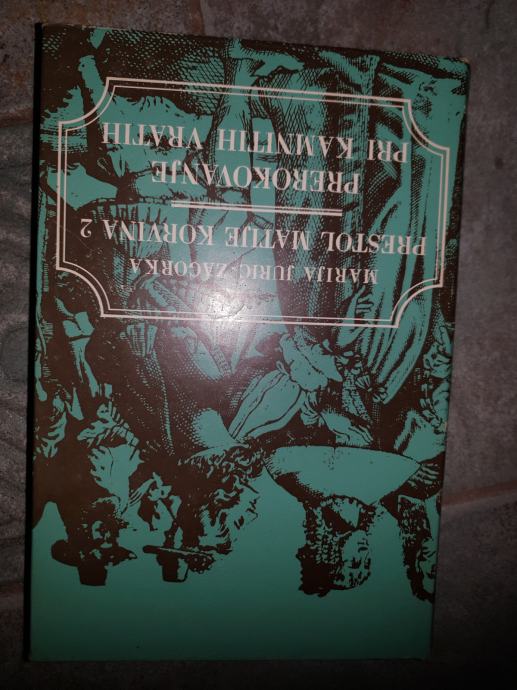 MARIJA JURIĆ-ZAGORKA
PRESTOL MATIJE KORVINA 2
PREROKOVANJE
PRI KAMNITIH VRATIH